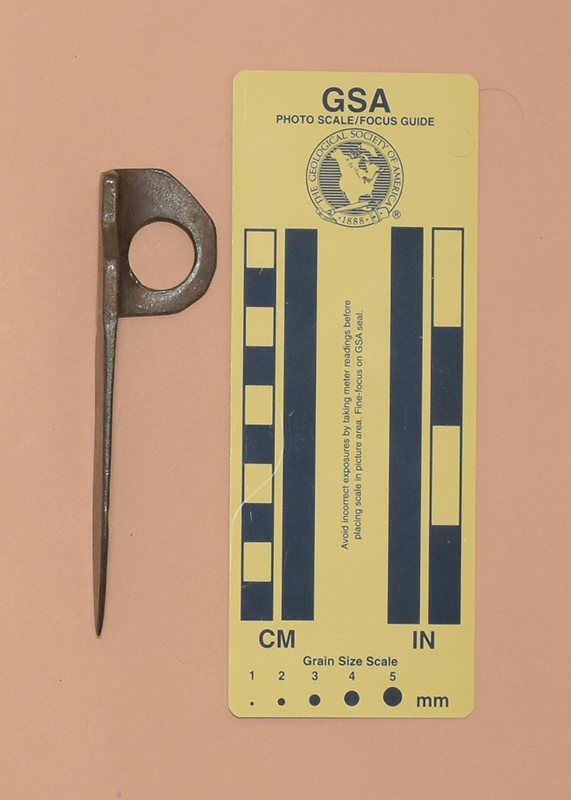 GSA
PHOTO SCALE/FOCUS GUIDE
THE GEOLOGICAL SOCIETY OF AMERICA
• 1888 •
®
Avoid incorrect exposures by taking meter readings before
placing scale in picture area. Fine-focus on GSA seal.
CM
IN
Grain Size Scale
1 2 3 4 5
mm